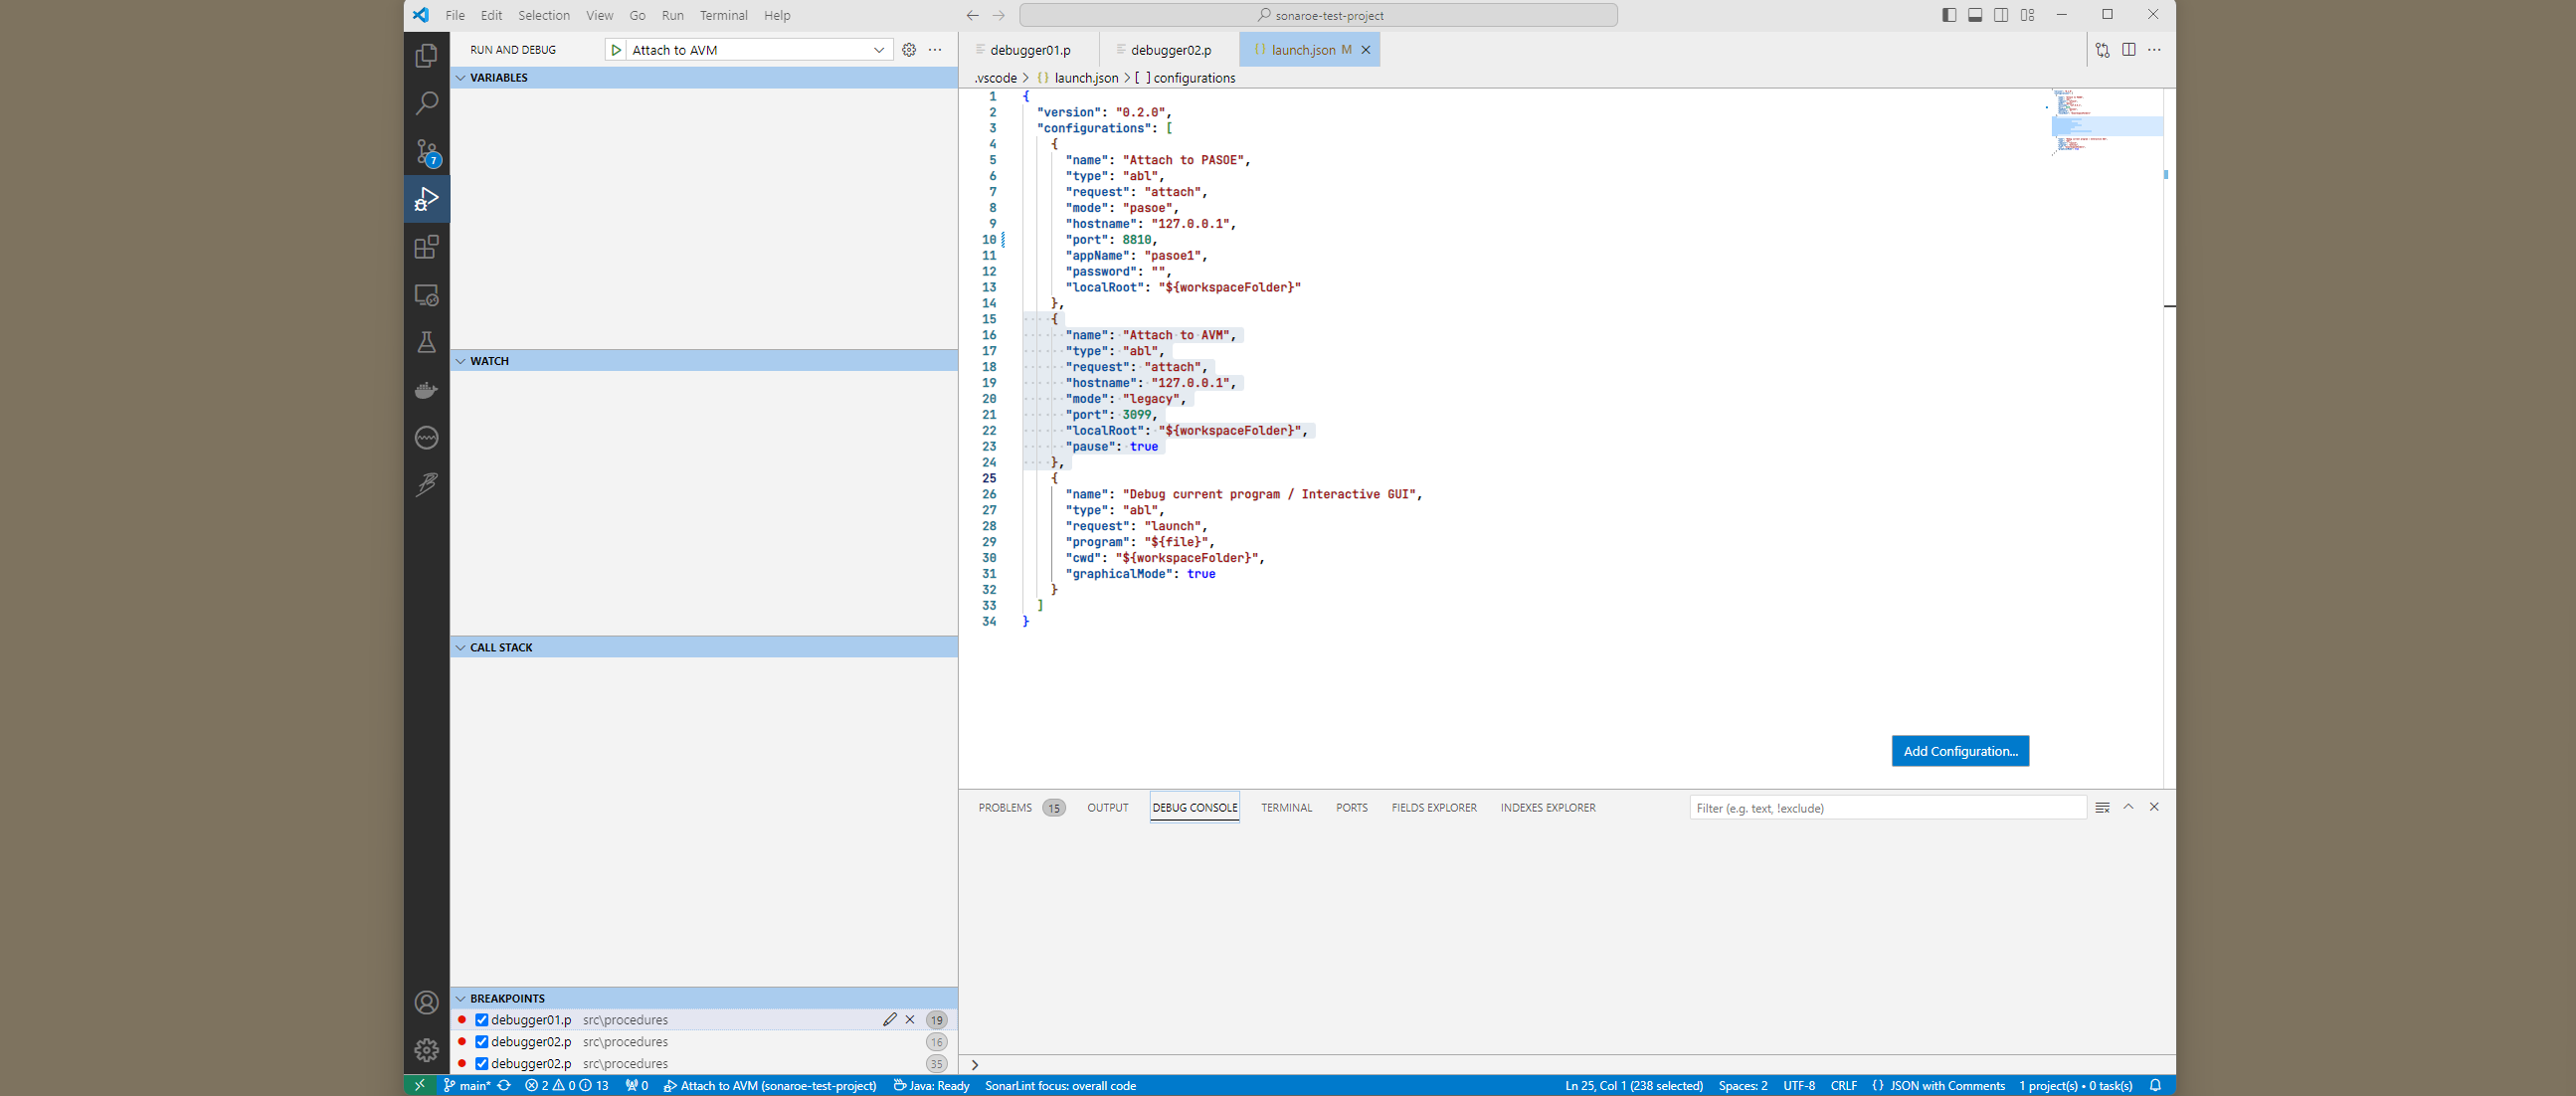 File Edit Selection View Go Run Terminal Help
sonaroe-test-project
RUN AND DEBUG
Attach to AVM
VARIABLES
WATCH
CALL STACK
BREAKPOINTS
debugger01.p src\procedures 19
debugger02.p src\procedures 16
debugger02.p src\procedures 35
7
debugger01.p
debugger02.p
{} launch.json M
.vscode > {} launch.json > [ ] configurations
1 {
2 "version": "0.2.0",
3 "configurations": [
4 {
5 "name": "Attach to PASOE",
6 "type": "abl",
7 "request": "attach",
8 "mode": "pasoe",
9 "hostname": "127.0.0.1",
10 "port": 8810,
11 "appName": "pasoe1",
12 "password": "",
13 "localRoot": "${workspaceFolder}"
14 },
15 {
16 "name": "Attach to AVM",
17 "type": "abl",
18 "request": "attach",
19 "hostname": "127.0.0.1",
20 "mode": "legacy",
21 "port": 3099,
22 "localRoot": "${workspaceFolder}",
23 "pause": true
24 },
25 {
26 "name": "Debug current program / Interactive GUI",
27 "type": "abl",
28 "request": "launch",
29 "program": "${file}",
30 "cwd": "${workspaceFolder}",
31 "graphicalMode": true
32 }
33 ]
34 }
Add Configuration...
PROBLEMS 15 OUTPUT DEBUG CONSOLE TERMINAL PORTS FIELDS EXPLORER INDEXES EXPLORER
Filter (e.g. text, !exclude)
>
main* 2 0 13 0 Attach to AVM (sonaroe-test-project) Java: Ready SonarLint focus: overall code
Ln 25, Col 1 (238 selected) Spaces: 2 UTF-8 CRLF {} JSON with Comments 1 project(s) • 0 task(s)